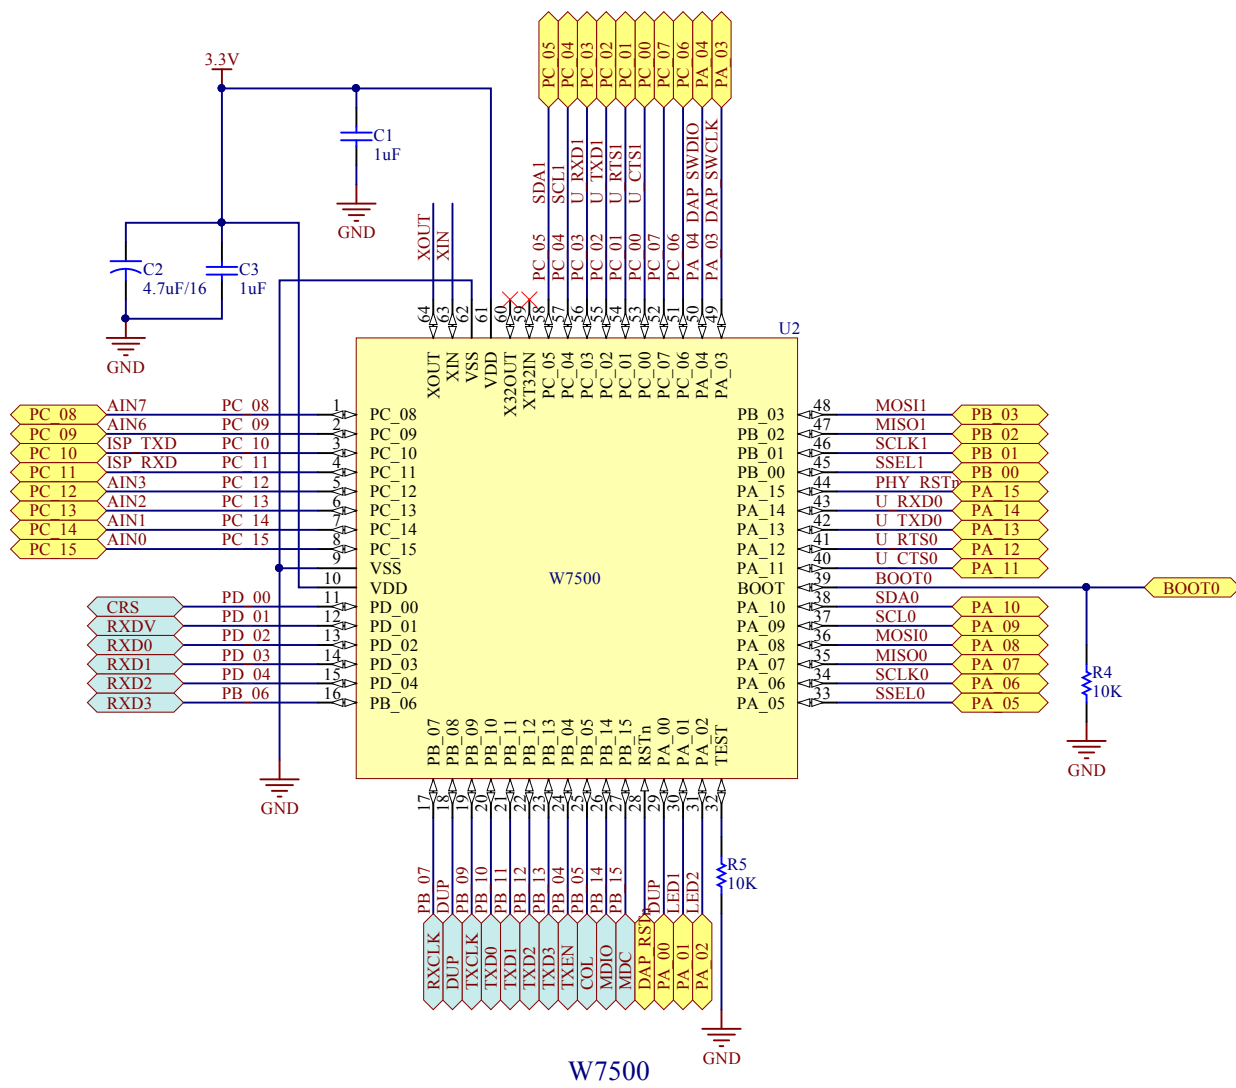 PC_05
PC_04
PC_03
PC_02
PC_01
PC_00
PC_07
PC_06
PA_04
PA_03
3.3V
C1
1uF
GND
SDA1
SCL1
U_RXD1
U_TXD1
U_RTS1
U_CTS1
DAP_SWDIO
DAP_SWCLK
XOUT
XIN
PC_05
PC_04
PC_03
PC_02
PC_01
PC_00
PC_07
PC_06
PA_04
PA_03
C2
4.7uF/16
C3
1uF
GND
64
63
62
61
60
59
58
57
56
55
54
53
52
51
50
49
U2
XOUT
XIN
VSS
VDD
X32OUT
XT32IN
PC_05
PC_04
PC_03
PC_02
PC_01
PC_00
PC_07
PC_06
PA_04
PA_03
PC_08 AIN7 PC_08 1 PC_08
PC_09 AIN6 PC_09 2 PC_09
PC_10 ISP_TXD PC_10 3 PC_10
PC_11 ISP_RXD PC_11 4 PC_11
PC_12 AIN3 PC_12 5 PC_12
PC_13 AIN2 PC_13 6 PC_13
PC_14 AIN1 PC_14 7 PC_14
PC_15 AIN0 PC_15 8 PC_15
9 VSS
10 VDD
CRS PD_00 11 PD_00
RXDV PD_01 12 PD_01
RXD0 PD_02 13 PD_02
RXD1 PD_03 14 PD_03
RXD2 PD_04 15 PD_04
RXD3 PB_06 16 PB_06
W7500
PB_03 48 MOSI1 PB_03
PB_02 47 MISO1 PB_02
PB_01 46 SCLK1 PB_01
PB_00 45 SSEL1 PB_00
PA_15 44 PHY_RSTn PA_15
PA_14 43 U_RXD0 PA_14
PA_13 42 U_TXD0 PA_13
PA_12 41 U_RTS0 PA_12
PA_11 40 U_CTS0 PA_11
BOOT 39 BOOT0 BOOT0
PA_10 38 SDA0 PA_10
PA_09 37 SCL0 PA_09
PA_08 36 MOSI0 PA_08
PA_07 35 MISO0 PA_07
PA_06 34 SCLK0 PA_06
PA_05 33 SSEL0 PA_05
R4
10K
GND
GND
PB_07
PB_08
PB_09
PB_10
PB_11
PB_12
PB_13
PB_04
PB_05
PB_14
PB_15
RSTn
PA_00
PA_01
PA_02
TEST
17
18
19
20
21
22
23
24
25
26
27
28
29
30
31
32
PB_07
DUP
PB_09
PB_10
PB_11
PB_12
PB_13
PB_04
PB_05
PB_14
PB_15
DUP
LED1
LED2
R5
10K
RXCLK
DUP
TXCLK
TXD0
TXD1
TXD2
TXD3
TXEN
COL
MDIO
MDC
DAP_RSTn
PA_00
PA_01
PA_02
GND
W7500